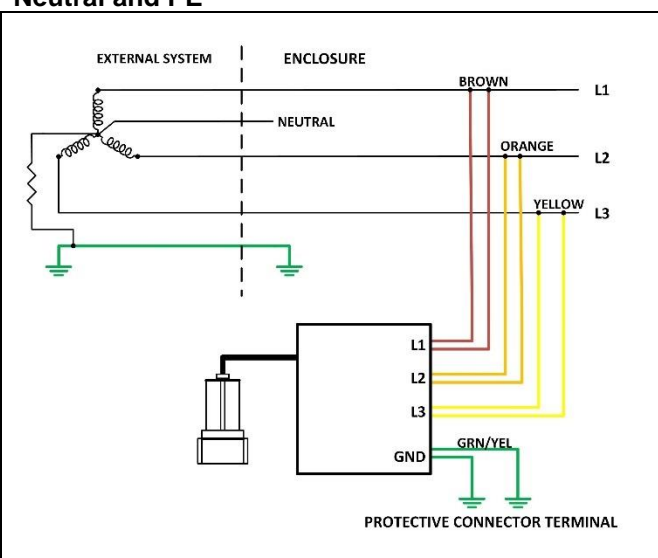 Neutral and PE
EXTERNAL SYSTEM
ENCLOSURE
BROWN
L1
NEUTRAL
ORANGE
L2
YELLOW
L3
L1
L2
L3
GRN/YEL
GND
PROTECTIVE CONNECTOR TERMINAL